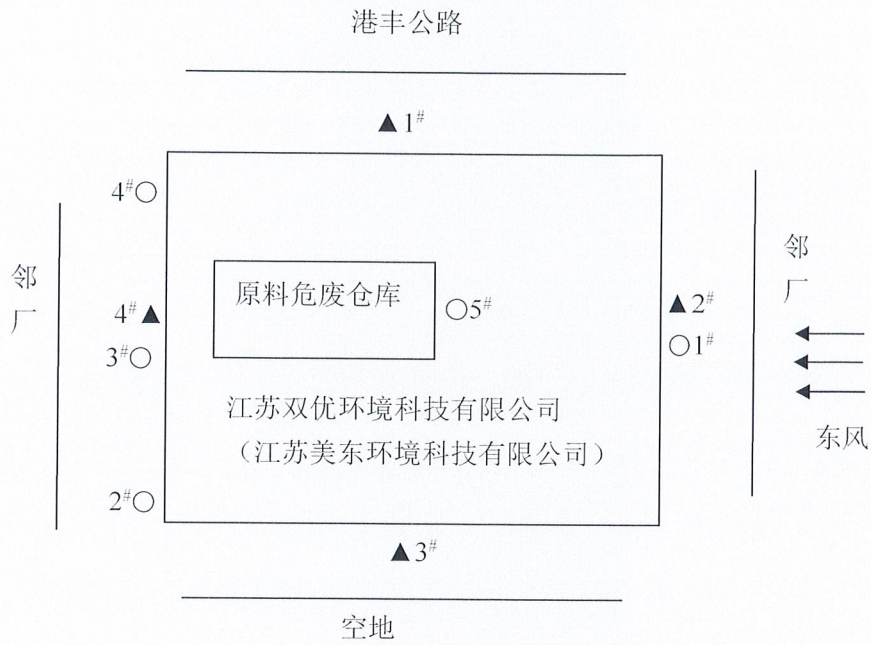 港丰公路
▲1#
4#○
邻厂
邻厂
原料危废仓库
○5#
▲2#
4#▲
○1#
3#○
江苏双优环境科技有限公司
（江苏美东环境科技有限公司）
东风
2#○
▲3#
空地